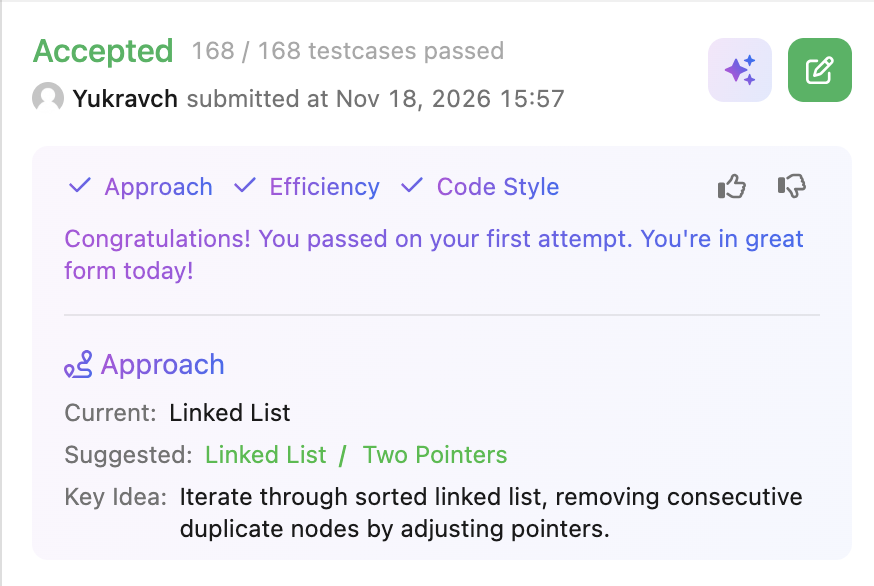 Accepted 168 / 168 testcases passed
Yukravch submitted at Nov 18, 2026 15:57
Approach Efficiency Code Style
Congratulations! You passed on your first attempt. You're in great
form today!
Approach
Current: Linked List
Suggested: Linked List / Two Pointers
Key Idea: Iterate through sorted linked list, removing consecutive
duplicate nodes by adjusting pointers.